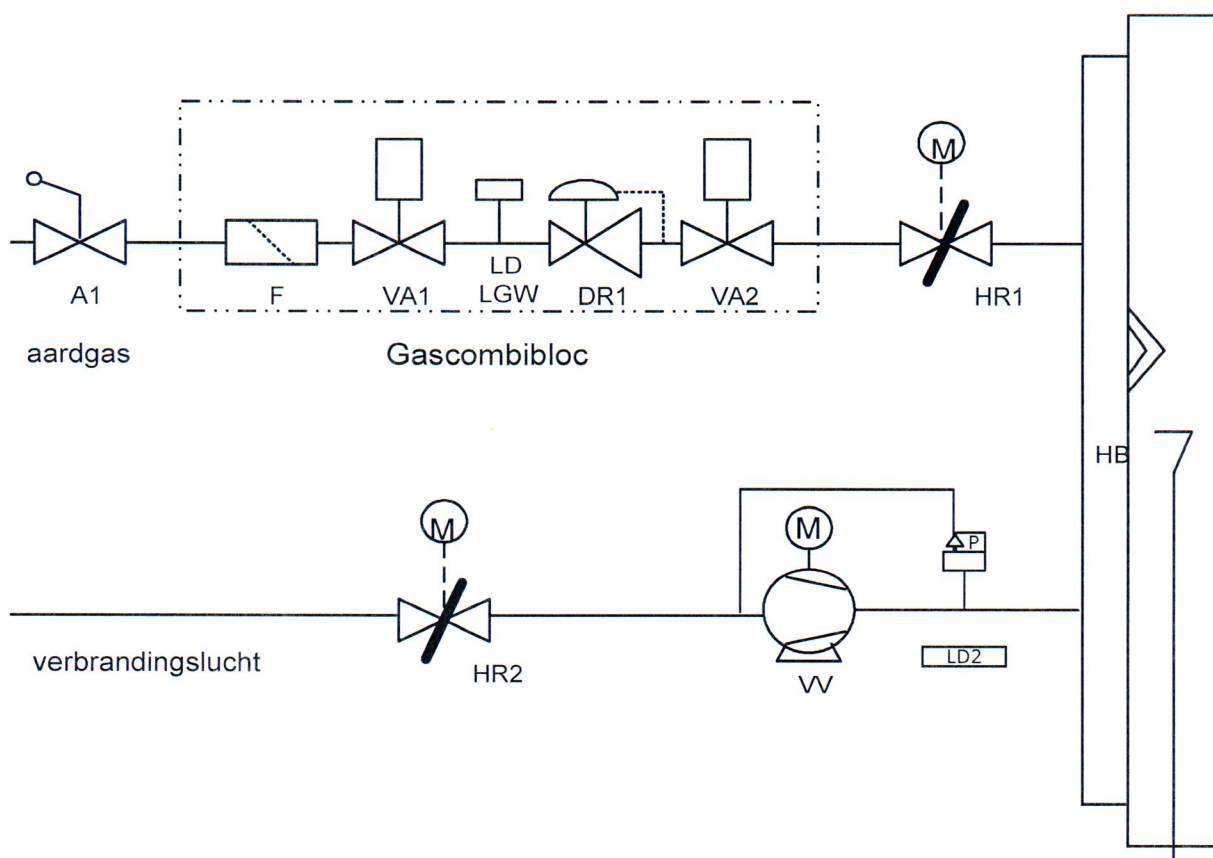 M
LD
A1 F VA1 LGW DR1 VA2 HR1
aardgas Gascombibloc
HB
M M P
verbrandingslucht LD2
HR2 VV